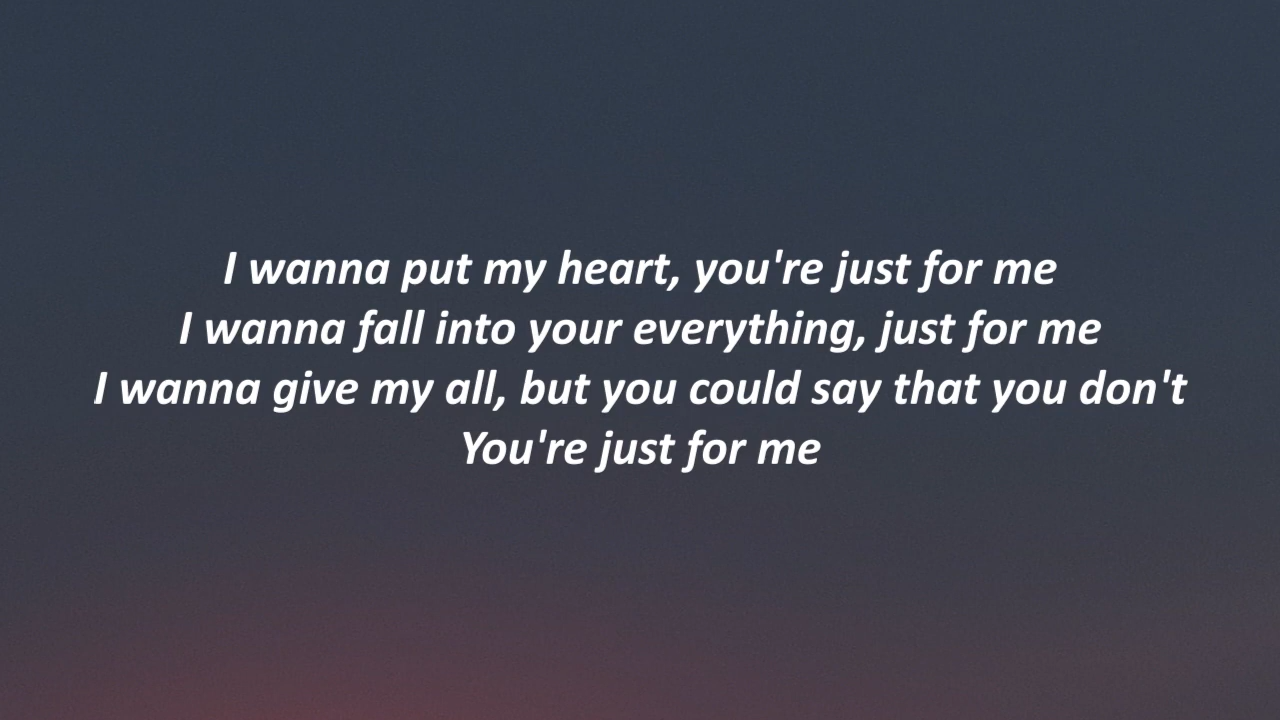 I wanna put my heart, you're just for me
I wanna fall into your everything, just for me
I wanna give my all, but you could say that you don't
You're just for me